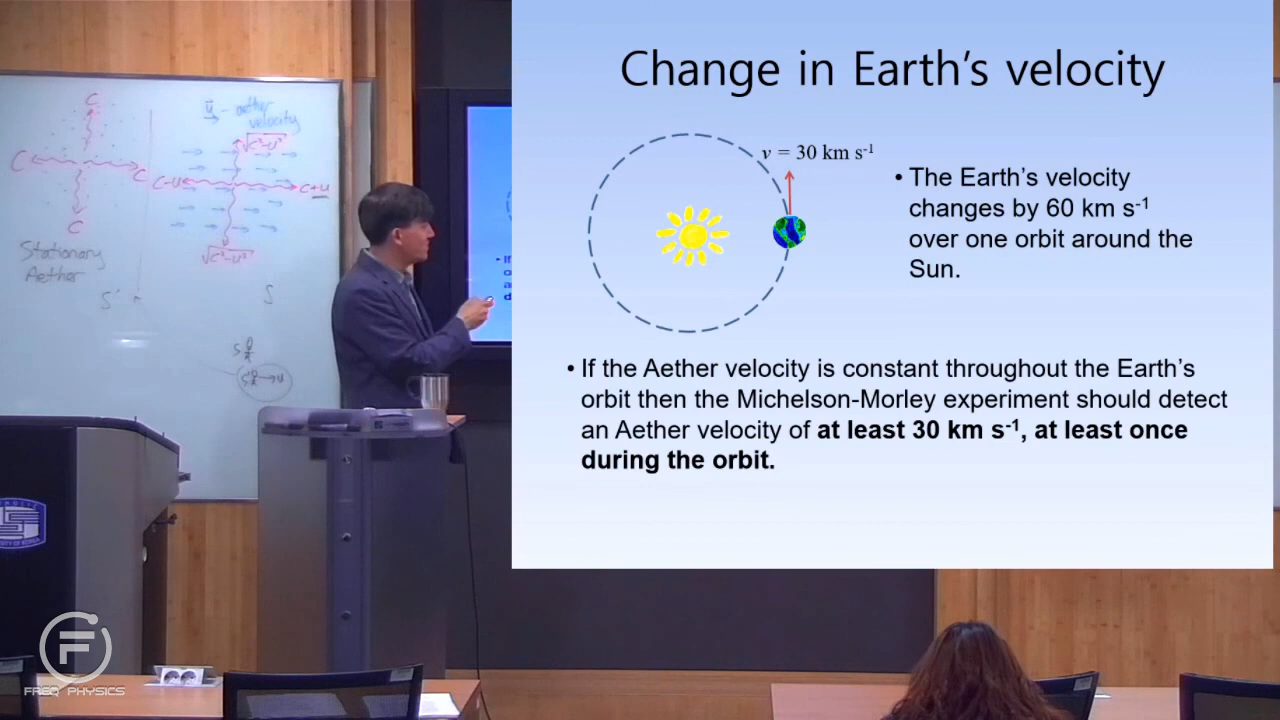 Change in Earth's velocity
v = 30 km s-1
• The Earth's velocity
changes by 60 km s-1
over one orbit around the
Sun.
• If the Aether velocity is constant throughout the Earth's
orbit then the Michelson-Morley experiment should detect
an Aether velocity of at least 30 km s-1, at least once
during the orbit.
C
C
C
C
Stationary
Aether
S'
u - aether
velocity
√c²-u²
C-u
C+u
√c²-u²
S
S
S'
→u
F
FREQ PHYSICS